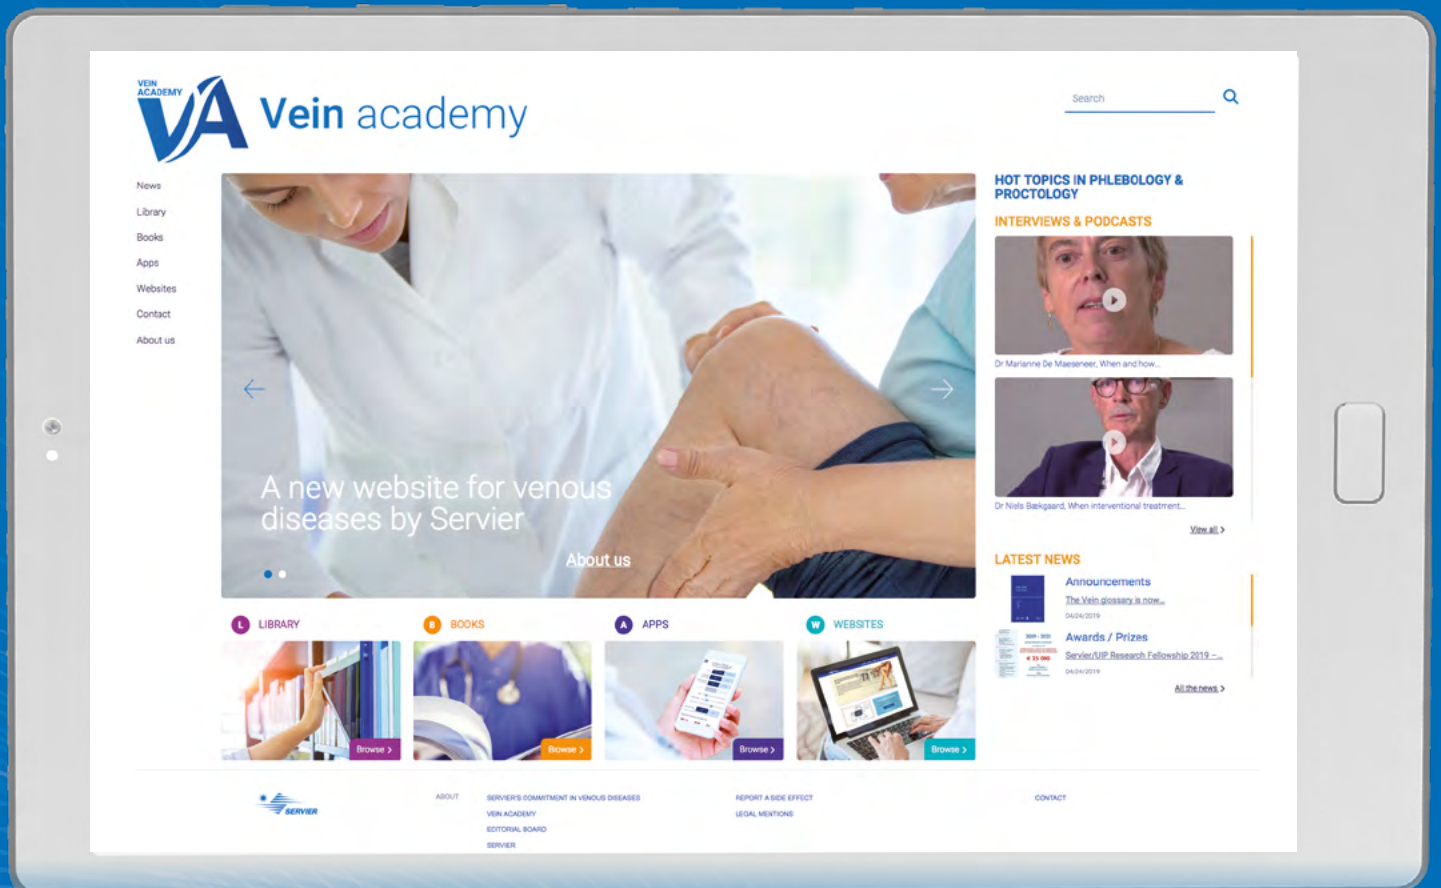 VEIN
ACADEMY
VA
Vein academy
Search
News
Library
Books
Apps
Websites
Contact
About us
A new website for venous
diseases by Servier
About us
HOT TOPICS IN PHLEBOLOGY &
PROCTOLOGY
INTERVIEWS & PODCASTS
Dr Marianne De Maeseneer, When and how...
Dr Niels Bækgaard, When interventional treatment...
View all >
LATEST NEWS
Announcements
The Vein glossary is now...
04/24/2019
Awards / Prizes
Servier/UIP Research Fellowship 2019 –...
04/24/2019
All the news >
L LIBRARY
B BOOKS
A APPS
W WEBSITES
Browse >
Browse >
Browse >
Browse >
SERVIER
ABOUT
SERVIER'S COMMITMENT IN VENOUS DISEASES
VEIN ACADEMY
EDITORIAL BOARD
SERVIER
REPORT A SIDE EFFECT
LEGAL MENTIONS
CONTACT